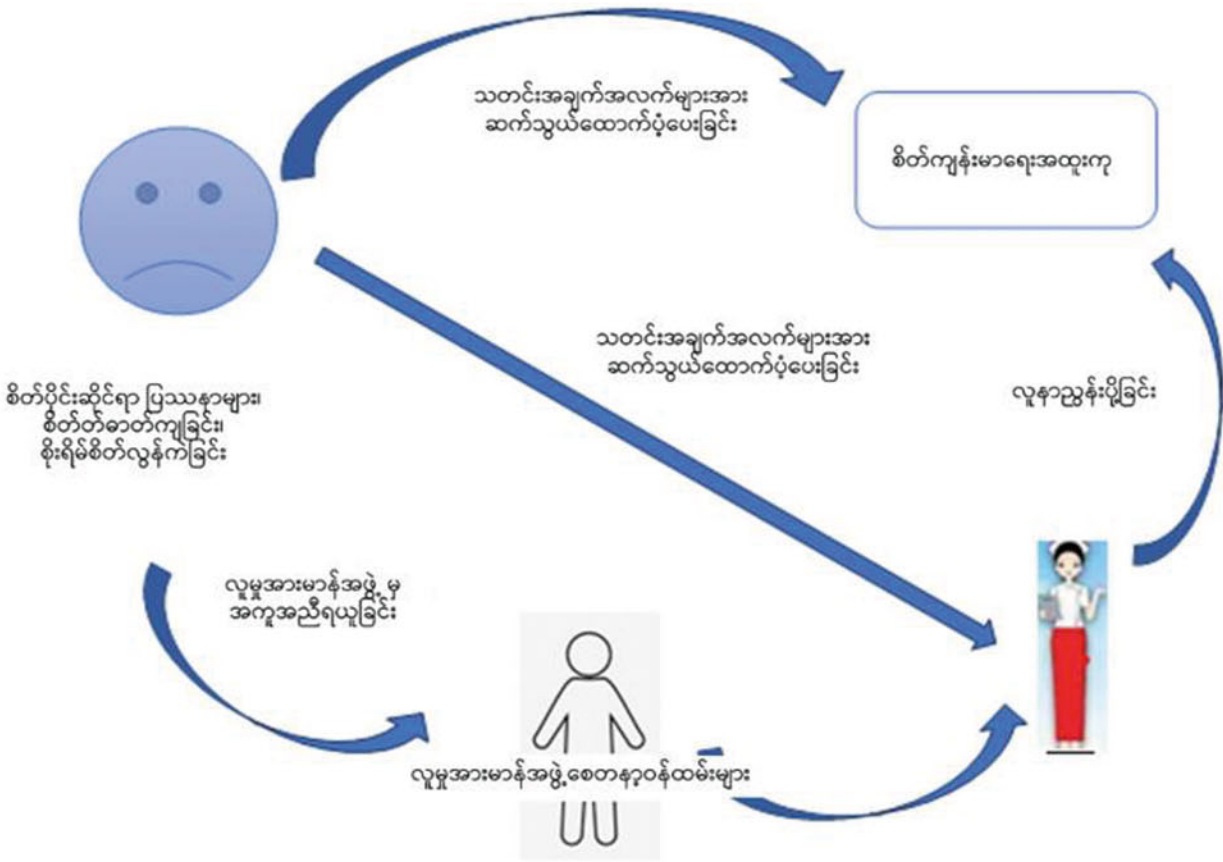 သတင်းအချက်အလက်များအား
ဆက်သွယ်ထောက်ပံ့ပေးခြင်း
စိတ်ကျန်းမာရေးအထူးကု
သတင်းအချက်အလက်များအား
ဆက်သွယ်ထောက်ပံ့ပေးခြင်း
လူနာညွှန်းပို့ခြင်း
စိတ်ပိုင်းဆိုင်ရာ ပြဿနာများ၊
စိတ်တ်ဓာတ်ကျခြင်း၊
စိုးရိမ်စိတ်လွန်ကဲခြင်း
လူမှုအားမာန်အဖွဲ့ မှ
အကူအညီရယူခြင်း
လူမှုအားမာန်အဖွဲ့ စေတနာ့ဝန်ထမ်းများ